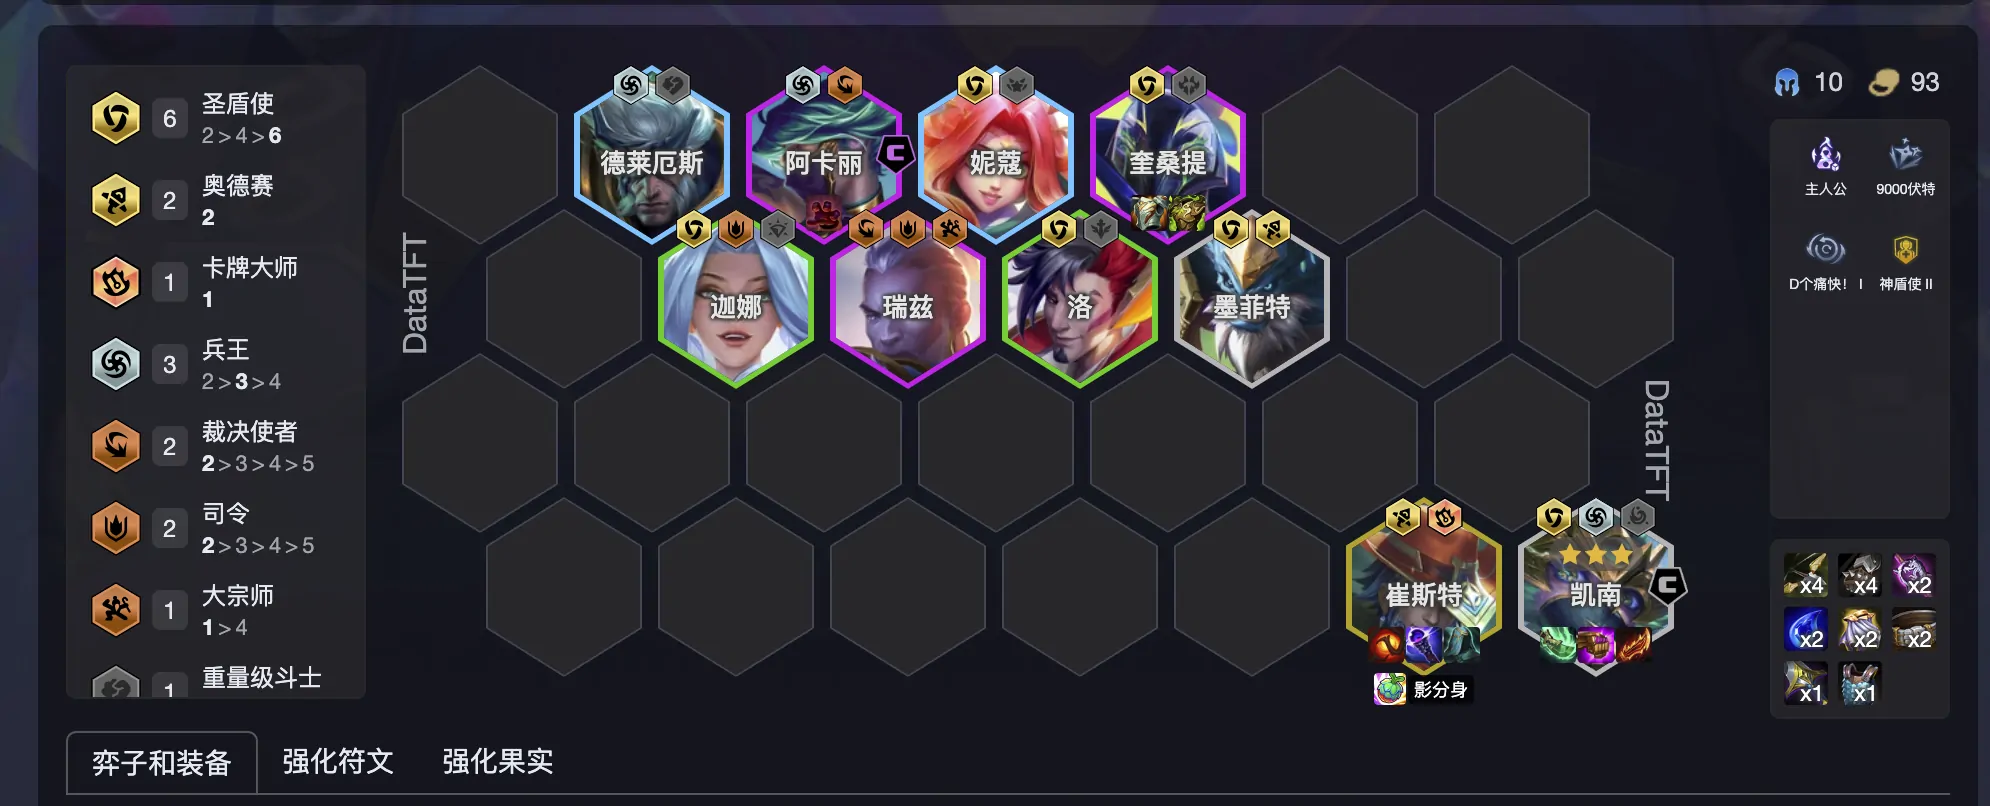 10
93
6
圣盾使
2>4>6
2
奥德赛
2
1
卡牌大师
1
3
兵王
2>3>4
2
裁决使者
2>3>4>5
2
司令
2>3>4>5
1
大宗师
1>4
1
重量级斗士
DataTFT
德莱厄斯
阿卡丽
C
妮蔻
奎桑提
迦娜
瑞兹
洛
墨菲特
DataTFT
崔斯特
影分身
凯南
C
主人公
9000伏特
D个痛快！ I
神盾使 II
x4
x4
x2
x2
x2
x2
x1
x1
弈子和装备
强化符文
强化果实